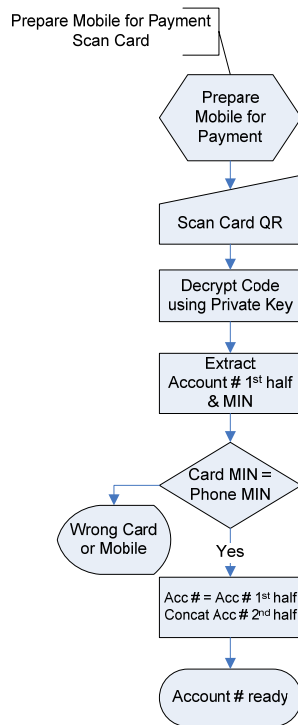 Prepare Mobile for Payment
Scan Card
Prepare
Mobile for
Payment
Scan Card QR
Decrypt Code
using Private Key
Extract
Account # 1st half
& MIN
Card MIN =
Phone MIN
Wrong Card
or Mobile
Yes
Acc # = Acc # 1st half
Concat Acc # 2nd half
Account # ready